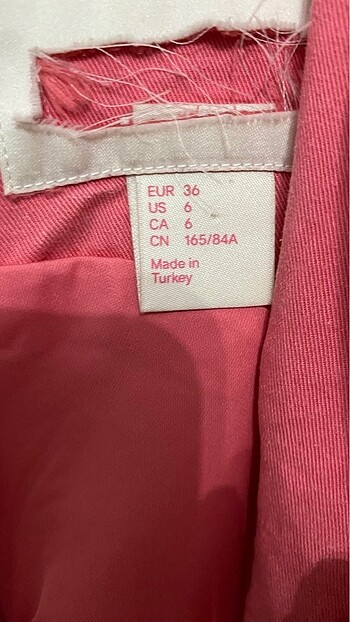 EUR 36
US 6
CA 6
CN 165/84A
Made in
Turkey